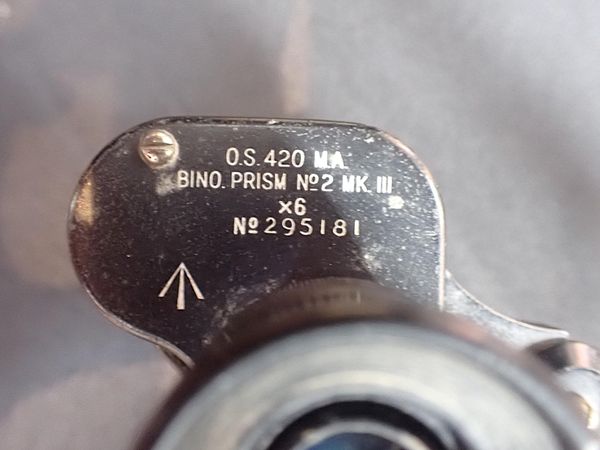 O.S. 420 M.A.
BINO. PRISM Nº2 MK. III
×6
Nº295181